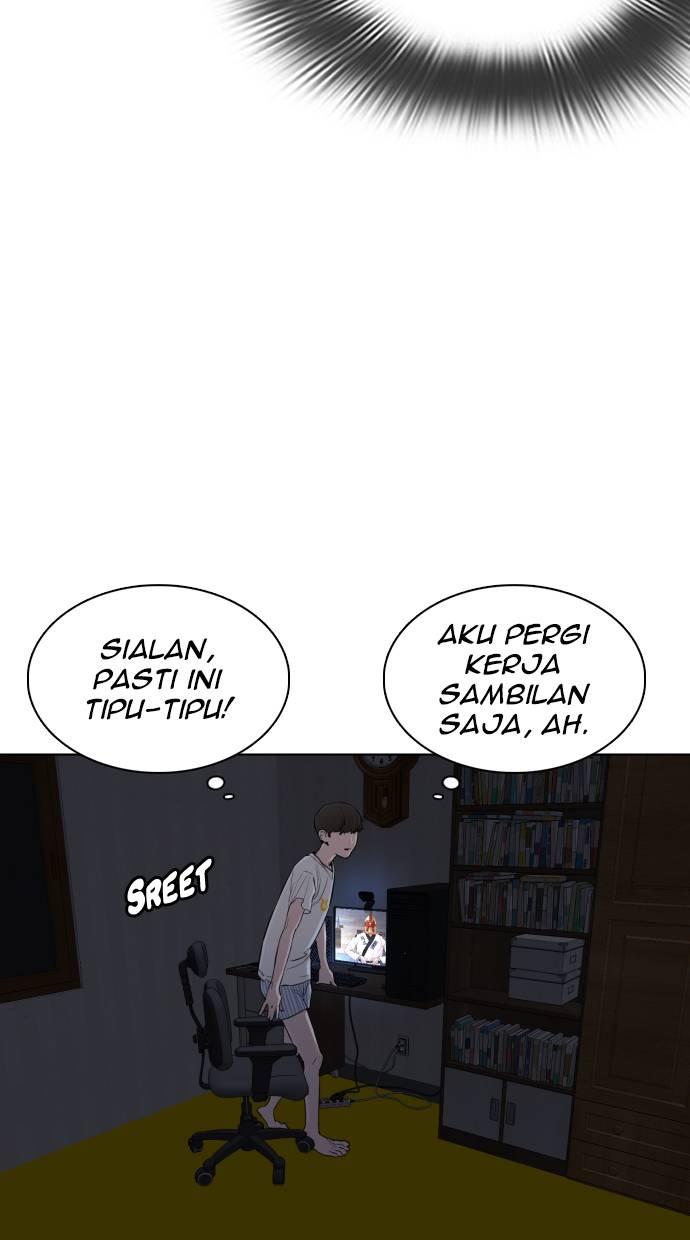 SIALAN,
PASTI INI
TIPU-TIPU!
AKU PERGI
KERJA
SAMBILAN
SAJA, AH.
SREET